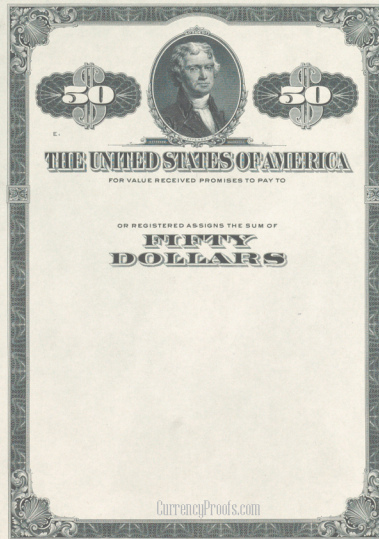 50 50
E.
THE UNITED STATES OF AMERICA
FOR VALUE RECEIVED PROMISES TO PAY TO
OR REGISTERED ASSIGNS THE SUM OF
FIFTY
DOLLARS
CurrencyProofs.com